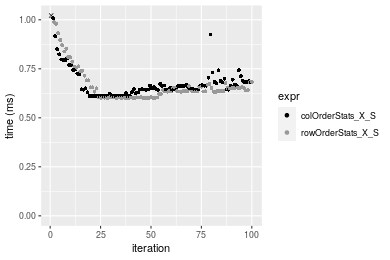 1.00
0.75
0.50
0.25
0.00
time (ms)
0 25 50 75 100
iteration
expr
colOrderStats_X_S
rowOrderStats_X_S